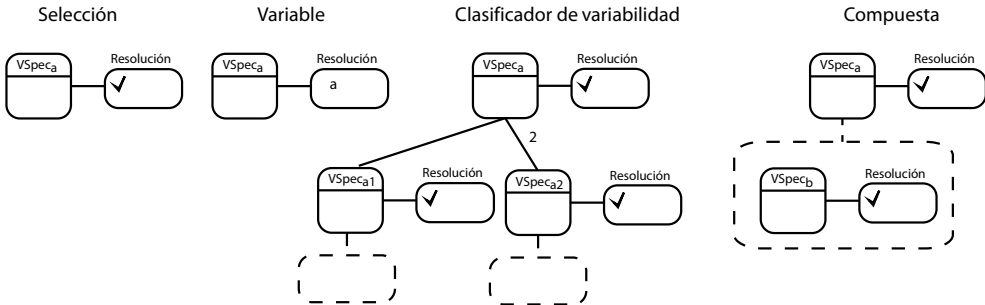 Selección
Variable
Clasificador de variabilidad
Compuesta
VSpeca
Resolución
VSpeca
Resolución
a
VSpeca
Resolución
VSpeca
Resolución
2
VSpeca1
Resolución
VSpeca2
Resolución
VSpecb
Resolución